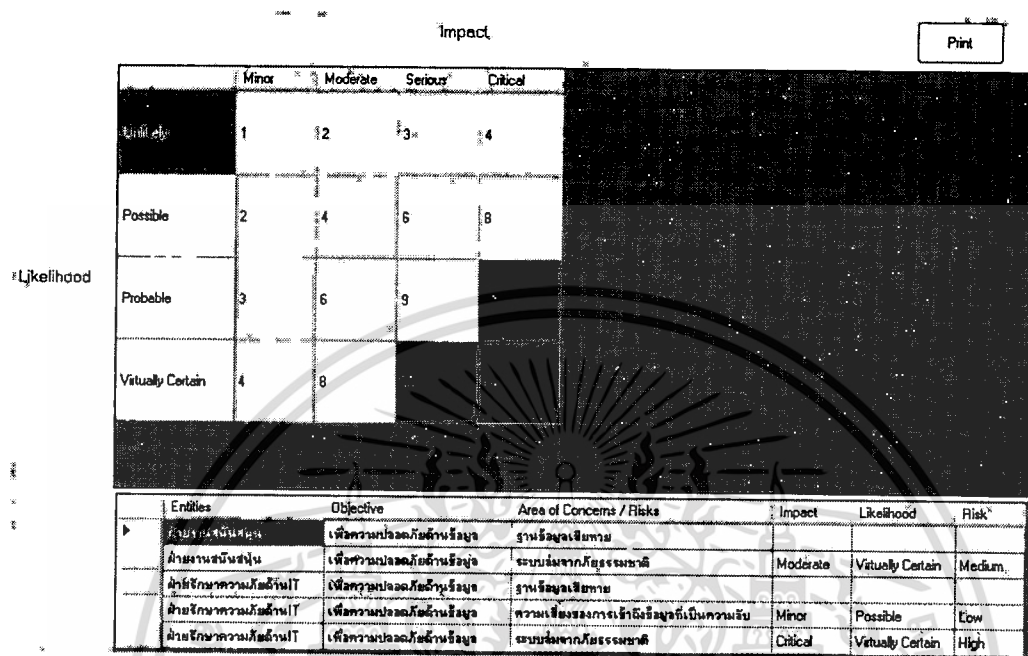 Impact
Print
Minor Moderate Serious Critical
Unlikely 1 2 3 4
Possible 2 4 6 8
Likelihood
Probable 3 6 9
Virtually Certain 4 8
Entities Objective Area of Concerns / Risks Impact Likelihood Risk
ฝ่ายงานสนับสนุน เพื่อความปลอดภัยด้านข้อมูล ฐานข้อมูลเสียหาย
ฝ่ายงานสนับสนุน เพื่อความปลอดภัยด้านข้อมูล ระบบล่มจากภัยธรรมชาติ Moderate Virtually Certain Medium
ฝ่ายรักษาความภัยด้านIT เพื่อความปลอดภัยด้านข้อมูล ฐานข้อมูลเสียหาย
ฝ่ายรักษาความภัยด้านIT เพื่อความปลอดภัยด้านข้อมูล ความเสี่ยงของการเข้าถึงข้อมูลที่เป็นความลับ Minor Possible Low
ฝ่ายรักษาความภัยด้านIT เพื่อความปลอดภัยด้านข้อมูล ระบบล่มจากภัยธรรมชาติ Critical Virtually Certain High